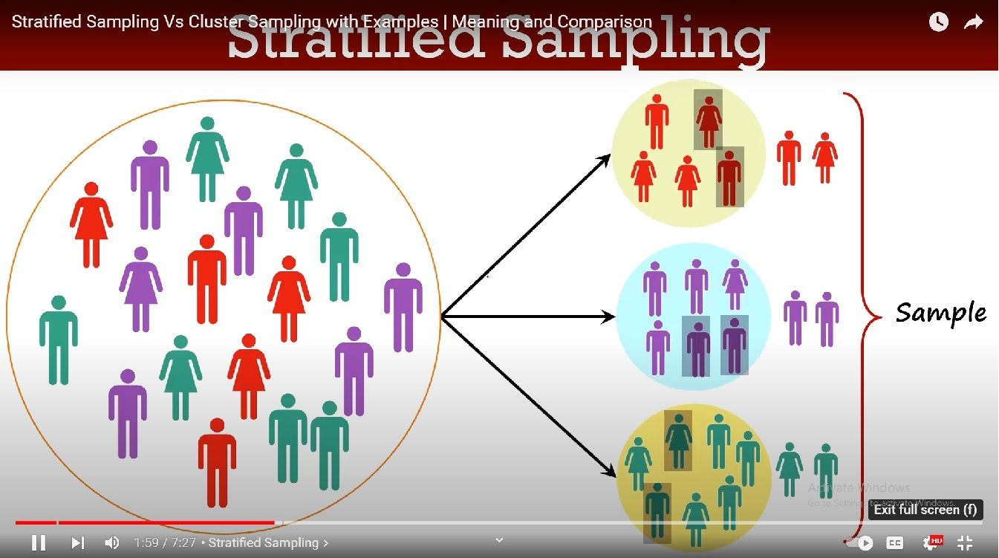 Stratified Sampling Vs Cluster Sampling with Examples | Meaning and Comparison
Stratified Sampling
Sample
Activate Windows
Go to Settings to activate Windows.
Exit full screen (f)
1:59 / 7:27 • Stratified Sampling >
CC
HD